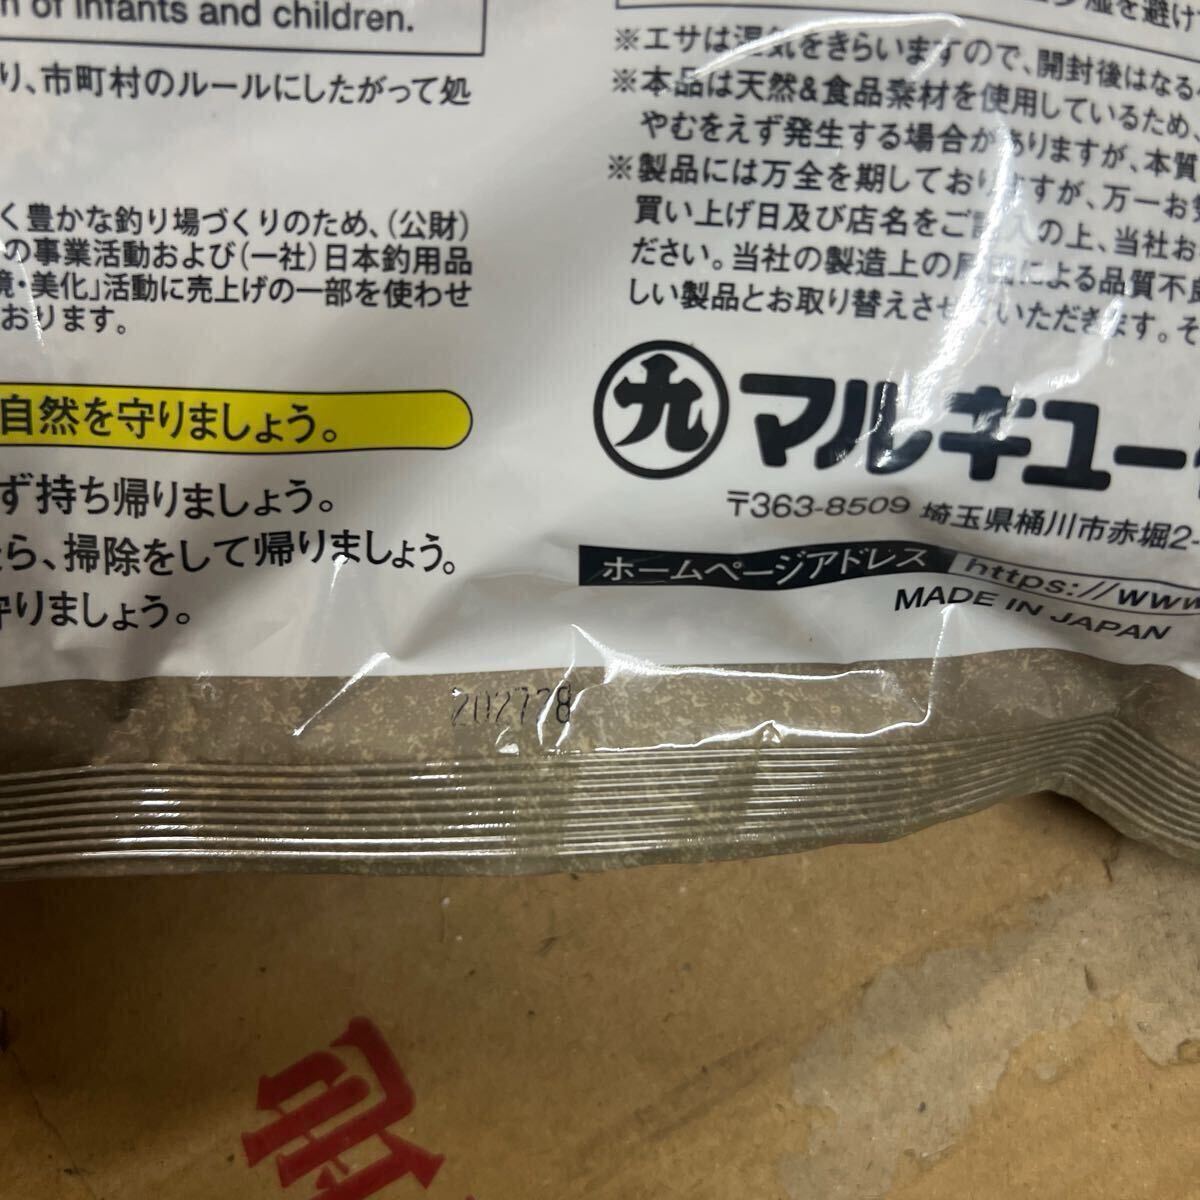 of infants and children.
り、市町村のルールにしたがって処
く豊かな釣り場づくりのため、(公財)
の事業活動および(一社)日本釣用品
境・美化」活動に売上げの一部を使わせ
おります。
自然を守りましょう。
ず持ち帰りましょう。
ら、掃除をして帰りましょう。
守りましょう。
湿を避け
※エサは湿気をきらいますので、開封後はなる
※本品は天然&食品素材を使用しているため、
やむをえず発生する場合がありますが、本質
※製品には万全を期しておりますが、万一お
買い上げ日及び店名をご記入の上、当社お
ださい。当社の製造上の原因による品質不良
しい製品とお取り替えさせていただきます。そ
九 マルキユー
〒363-8509 埼玉県桶川市赤堀2-
ホームページアドレス https://www.
MADE IN JAPAN
202778